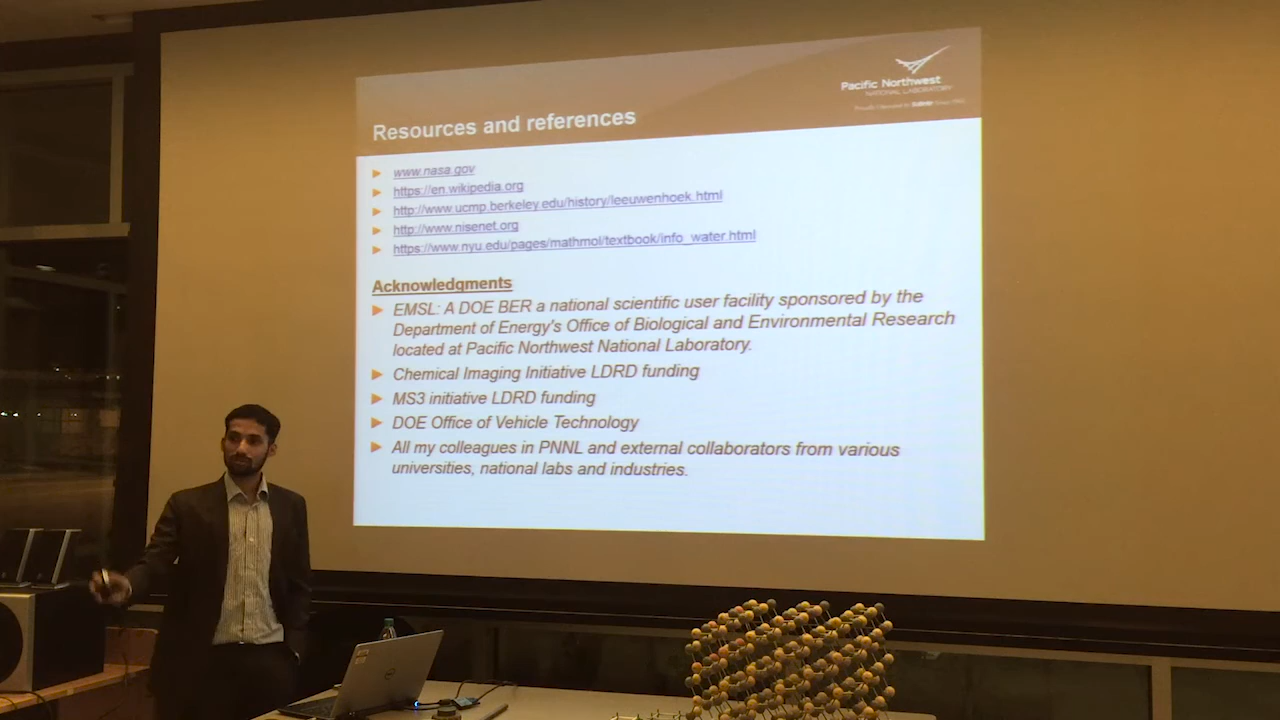 Pacific Northwest
NATIONAL LABORATORY
Resources and references
www.nasa.gov
https://en.wikipedia.org
http://www.ucmp.berkeley.edu/history/leeuwenhoek.html
http://www.nisenet.org
https://www.nyu.edu/pages/mathmol/textbook/info_water.html
Acknowledgments
EMSL: A DOE BER a national scientific user facility sponsored by the
Department of Energy's Office of Biological and Environmental Research
located at Pacific Northwest National Laboratory.
Chemical Imaging Initiative LDRD funding
MS3 initiative LDRD funding
DOE Office of Vehicle Technology
All my colleagues in PNNL and external collaborators from various
universities, national labs and industries.